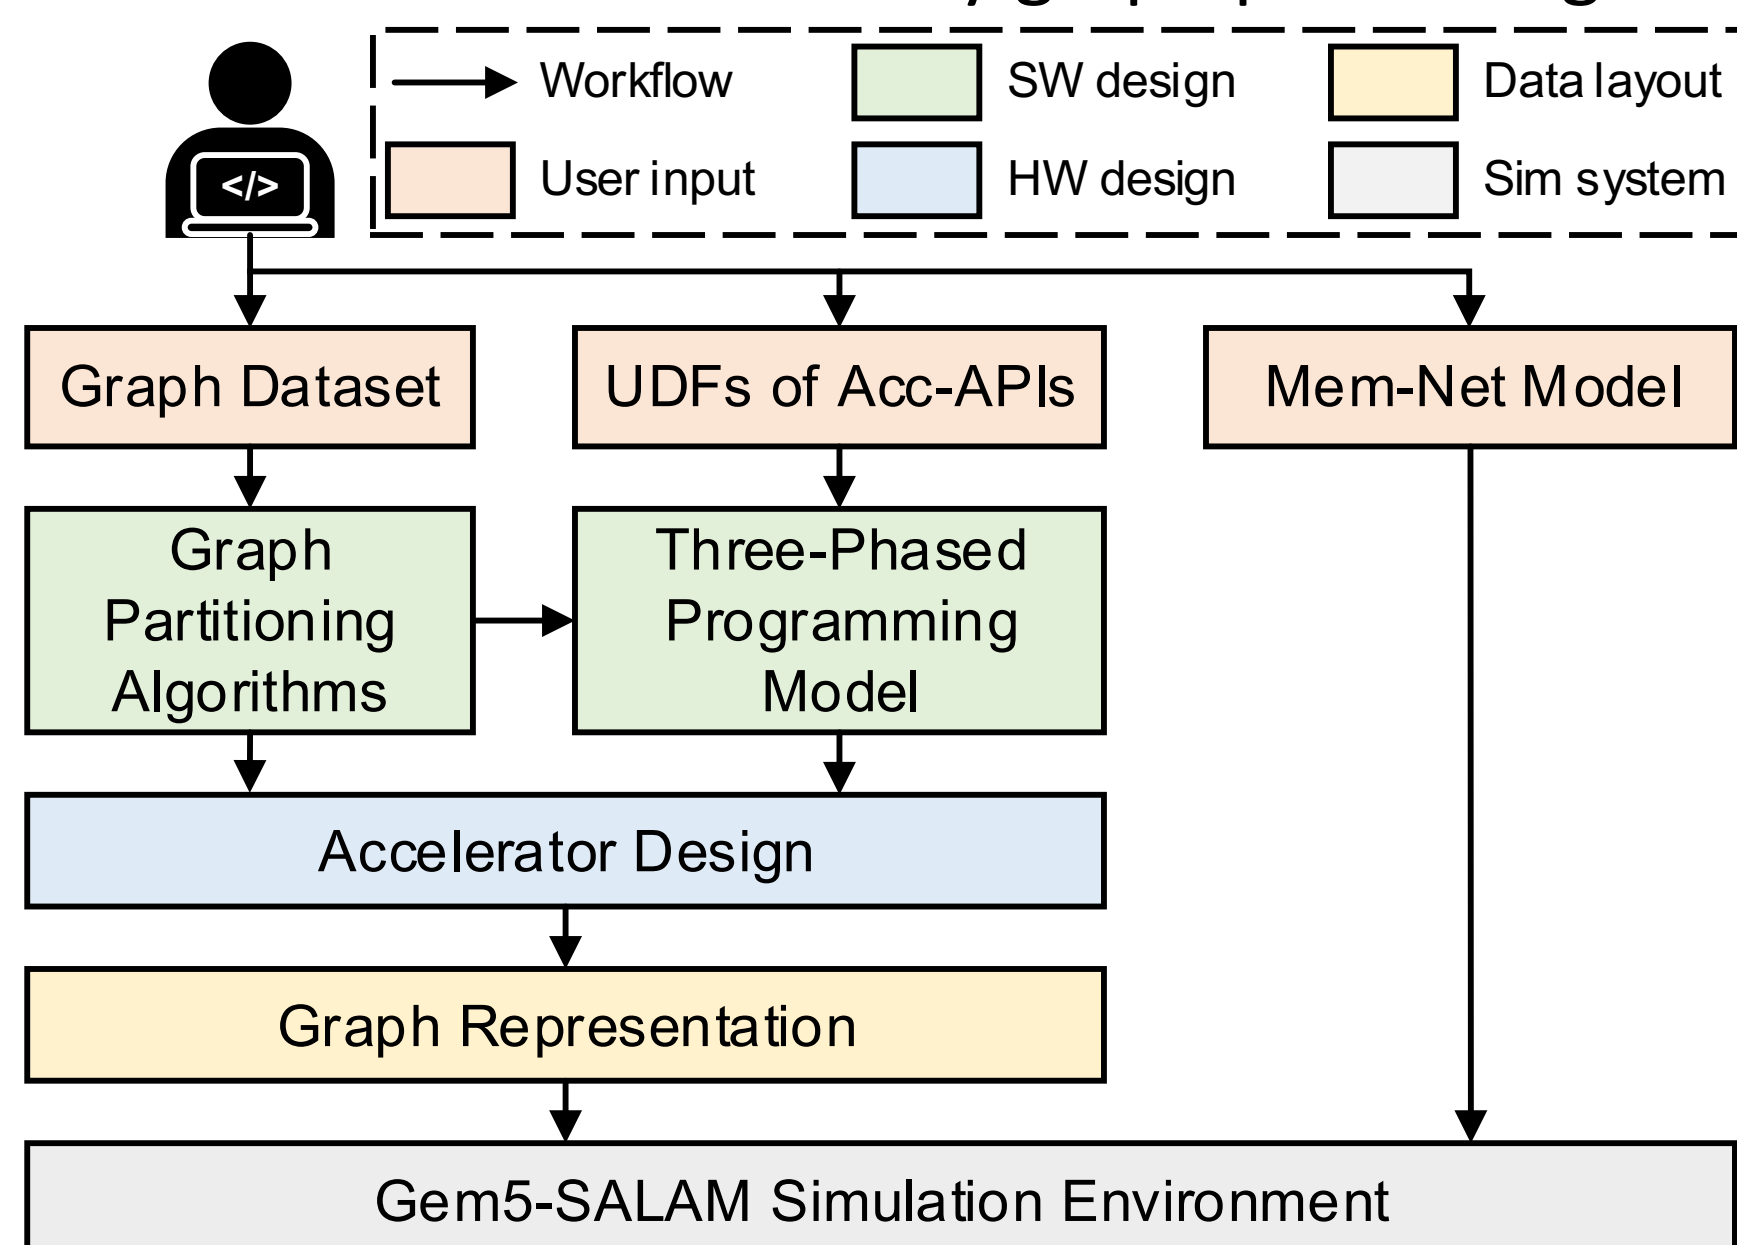 Workflow
SW design
Data layout
User input
HW design
Sim system
</>
Graph Dataset
UDFs of Acc-APIs
Mem-Net Model
Graph
Partitioning
Algorithms
Three-Phased
Programming
Model
Accelerator Design
Graph Representation
Gem5-SALAM Simulation Environment